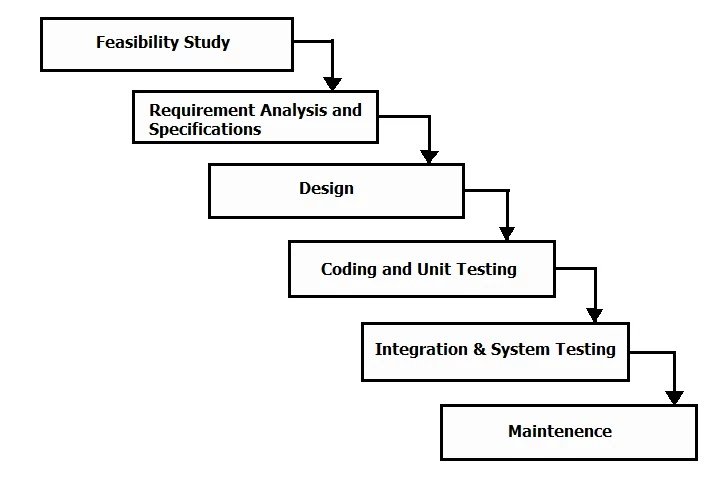 Feasibility Study
Requirement Analysis and
Specifications
Design
Coding and Unit Testing
Integration & System Testing
Maintenence